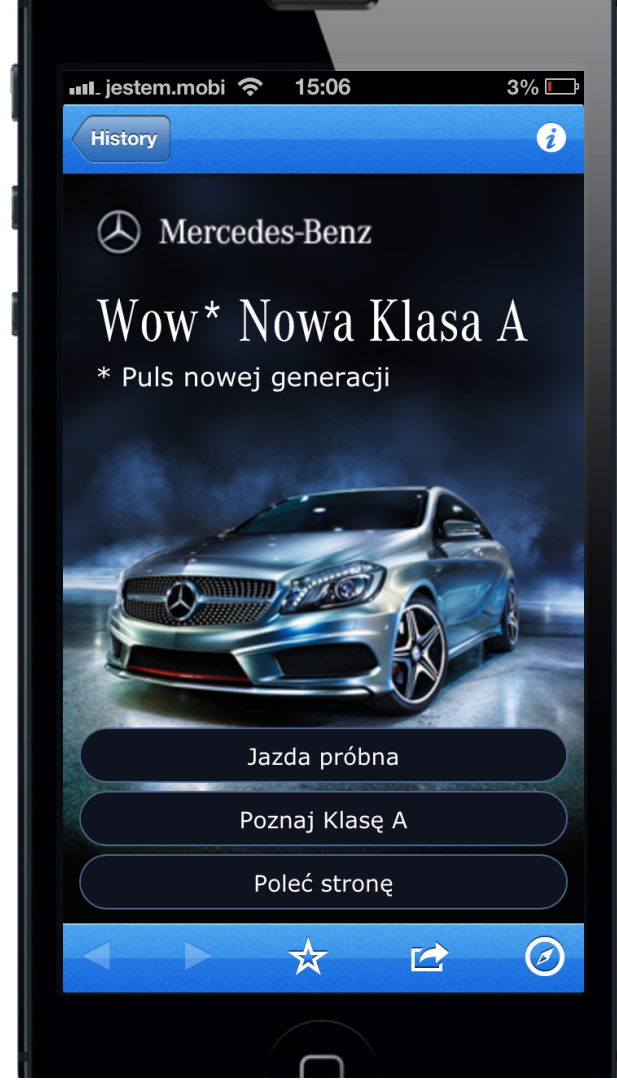 jestem.mobi 15:06 3%
History
Mercedes-Benz
Wow* Nowa Klasa A
* Puls nowej generacji
Jazda próbna
Poznaj Klasę A
Poleć stronę